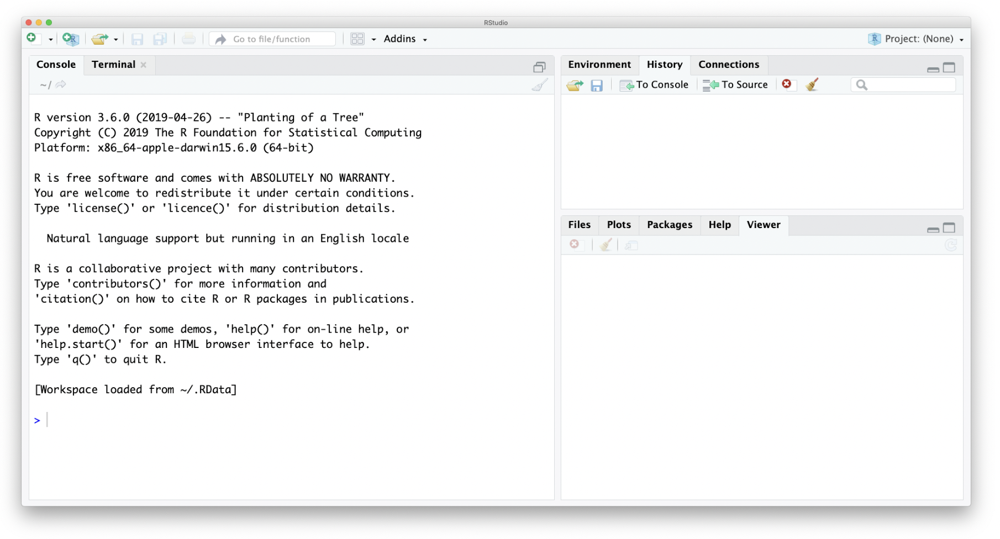 RStudio
Go to file/function
Addins
Project: (None)
Console
Terminal
~/
R version 3.6.0 (2019-04-26) -- "Planting of a Tree"
Copyright (C) 2019 The R Foundation for Statistical Computing
Platform: x86_64-apple-darwin15.6.0 (64-bit)
R is free software and comes with ABSOLUTELY NO WARRANTY.
You are welcome to redistribute it under certain conditions.
Type 'license()' or 'licence()' for distribution details.
Natural language support but running in an English locale
R is a collaborative project with many contributors.
Type 'contributors()' for more information and
'citation()' on how to cite R or R packages in publications.
Type 'demo()' for some demos, 'help()' for on-line help, or
'help.start()' for an HTML browser interface to help.
Type 'q()' to quit R.
[Workspace loaded from ~/.RData]
>
Environment
History
Connections
To Console
To Source
Files
Plots
Packages
Help
Viewer